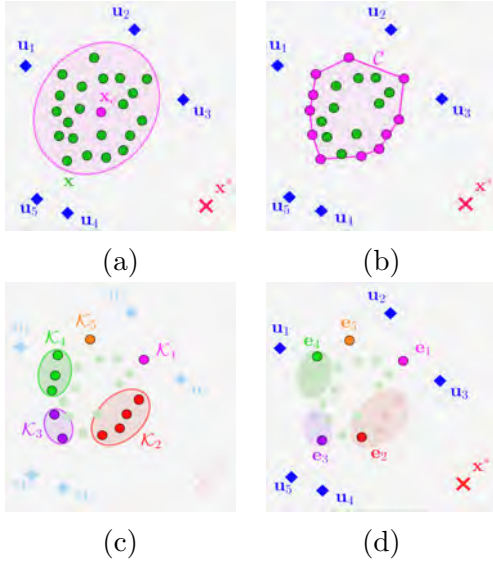 u₂
u₁
x꜀
u₃
x
u₅
u₄
x*
(a)
u₂
u₁
C
u₃
u₅
u₄
x*
(b)
K₅
K₄
K₁
K₃
K₂
(c)
u₂
u₁
e₅
e₄
e₁
u₃
e₃
e₂
u₅
u₄
x*
(d)